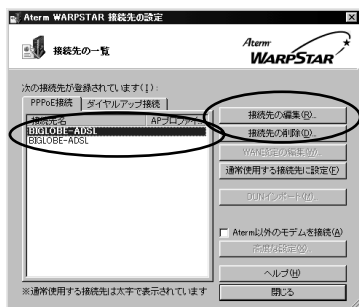 Aterm WARPSTAR 接続先の設定
接続先の一覧
Aterm
WARPSTAR
次の接続先が登録されています(I):
PPPoE接続 ダイヤルアップ接続
接続先名 APプロファイ...
BIGLOBE-ADSL
BIGLOBE-ADSL
接続先の編集(R)...
接続先の削除(D)...
WAN設定の編集(W)...
通常使用する接続先に設定(F)
DUNインポート(M)...
Aterm以外のモデムを接続(A)
高度な設定(V)...
ヘルプ(H)
※通常使用する接続先は太字で表示されています
閉じる